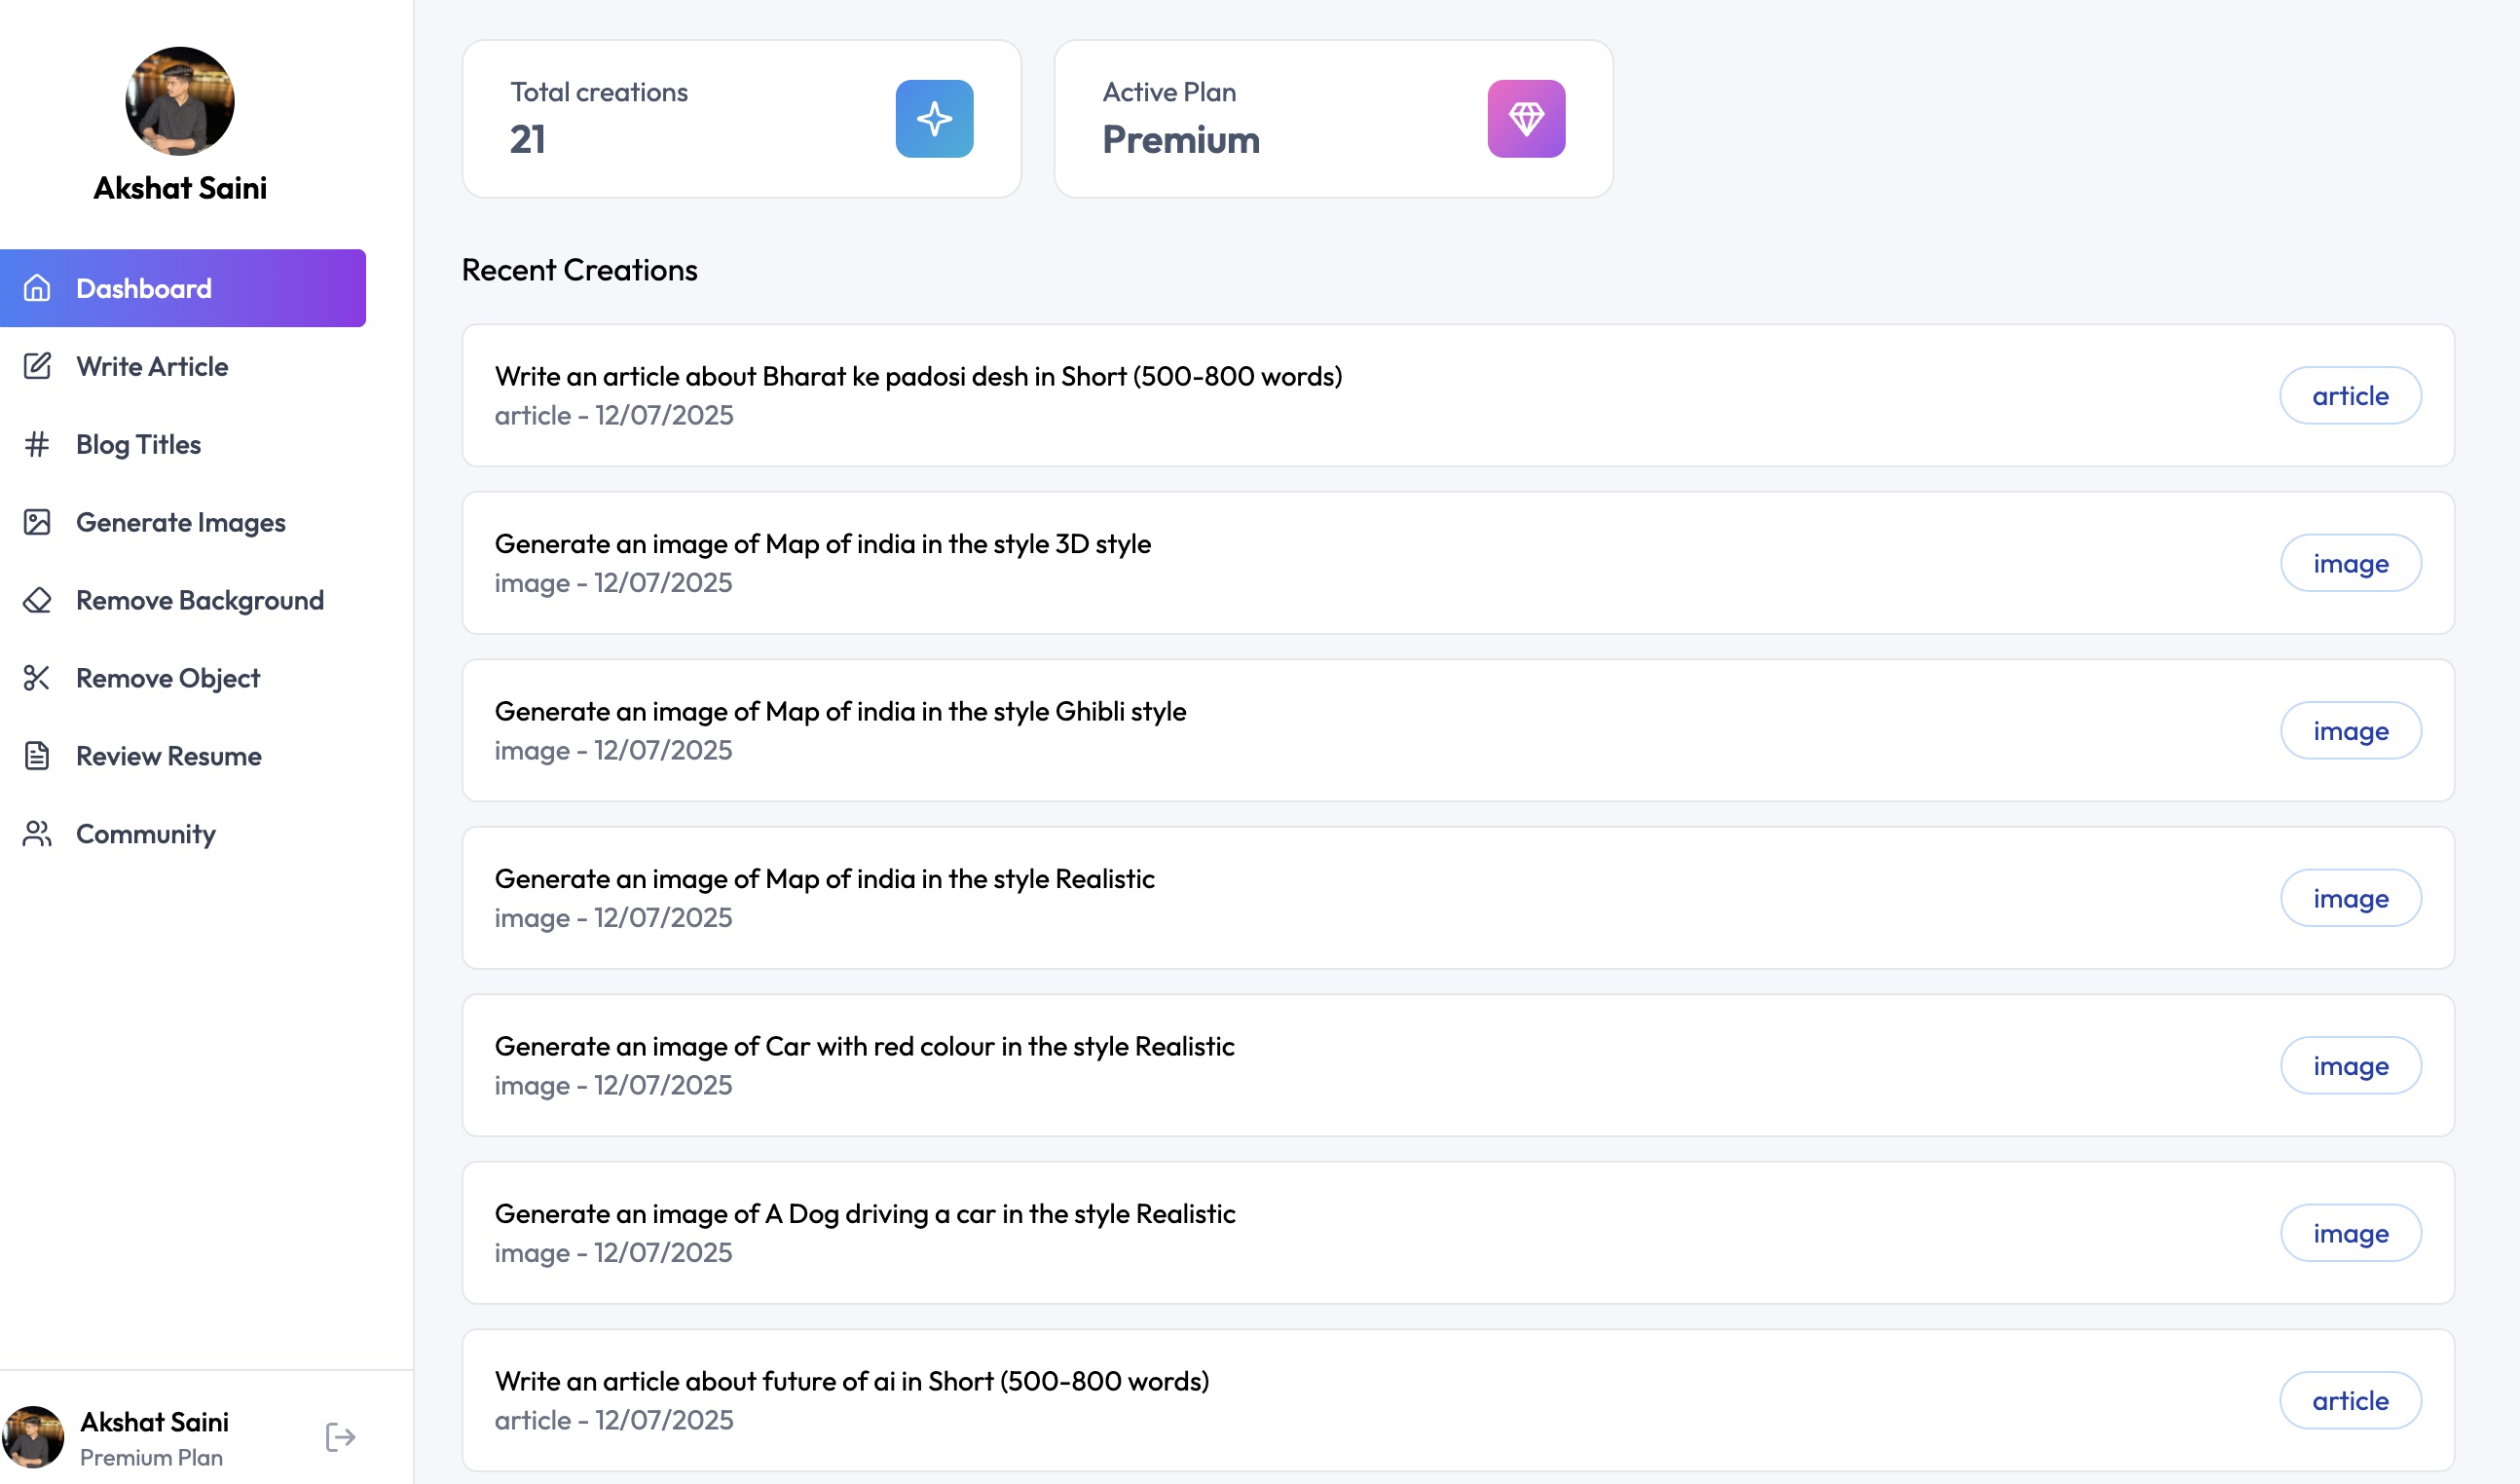 Akshat Saini
Dashboard
Write Article
Blog Titles
Generate Images
Remove Background
Remove Object
Review Resume
Community
Akshat Saini
Premium Plan
Total creations
21
Active Plan
Premium
Recent Creations
Write an article about Bharat ke padosi desh in Short (500-800 words)
article - 12/07/2025
article
Generate an image of Map of india in the style 3D style
image - 12/07/2025
image
Generate an image of Map of india in the style Ghibli style
image - 12/07/2025
image
Generate an image of Map of india in the style Realistic
image - 12/07/2025
image
Generate an image of Car with red colour in the style Realistic
image - 12/07/2025
image
Generate an image of A Dog driving a car in the style Realistic
image - 12/07/2025
image
Write an article about future of ai in Short (500-800 words)
article - 12/07/2025
article